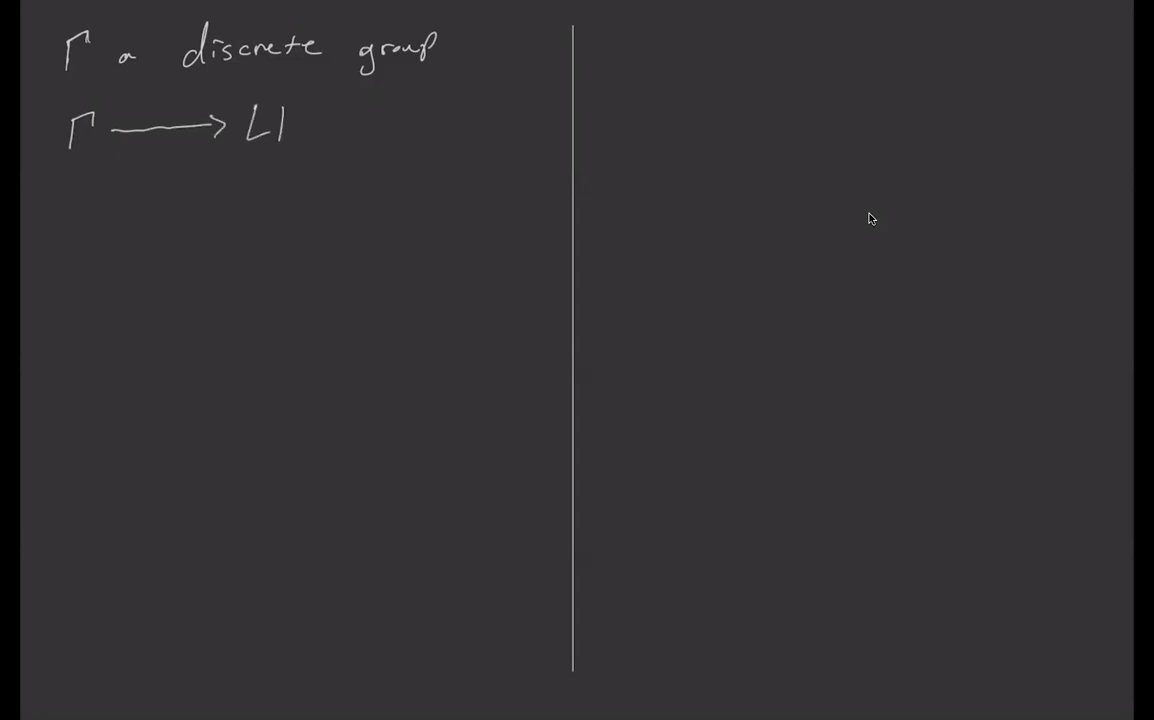 Γ a discrete group
Γ → L